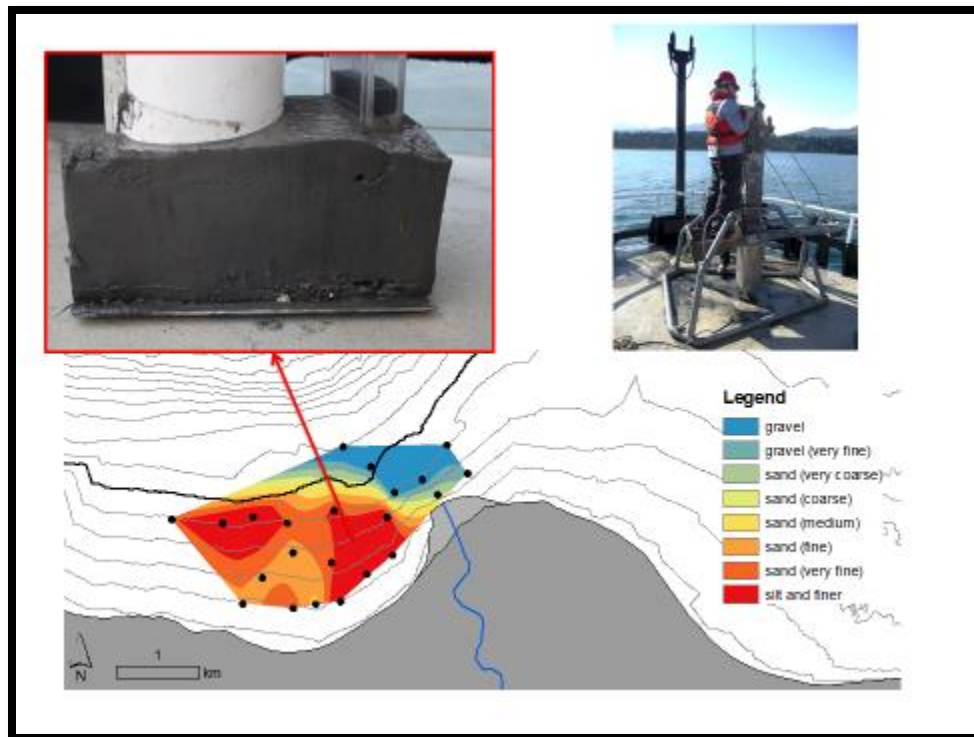 Legend
gravel
gravel (very fine)
sand (very coarse)
sand (coarse)
sand (medium)
sand (fine)
sand (very fine)
silt and finer
1
km
N